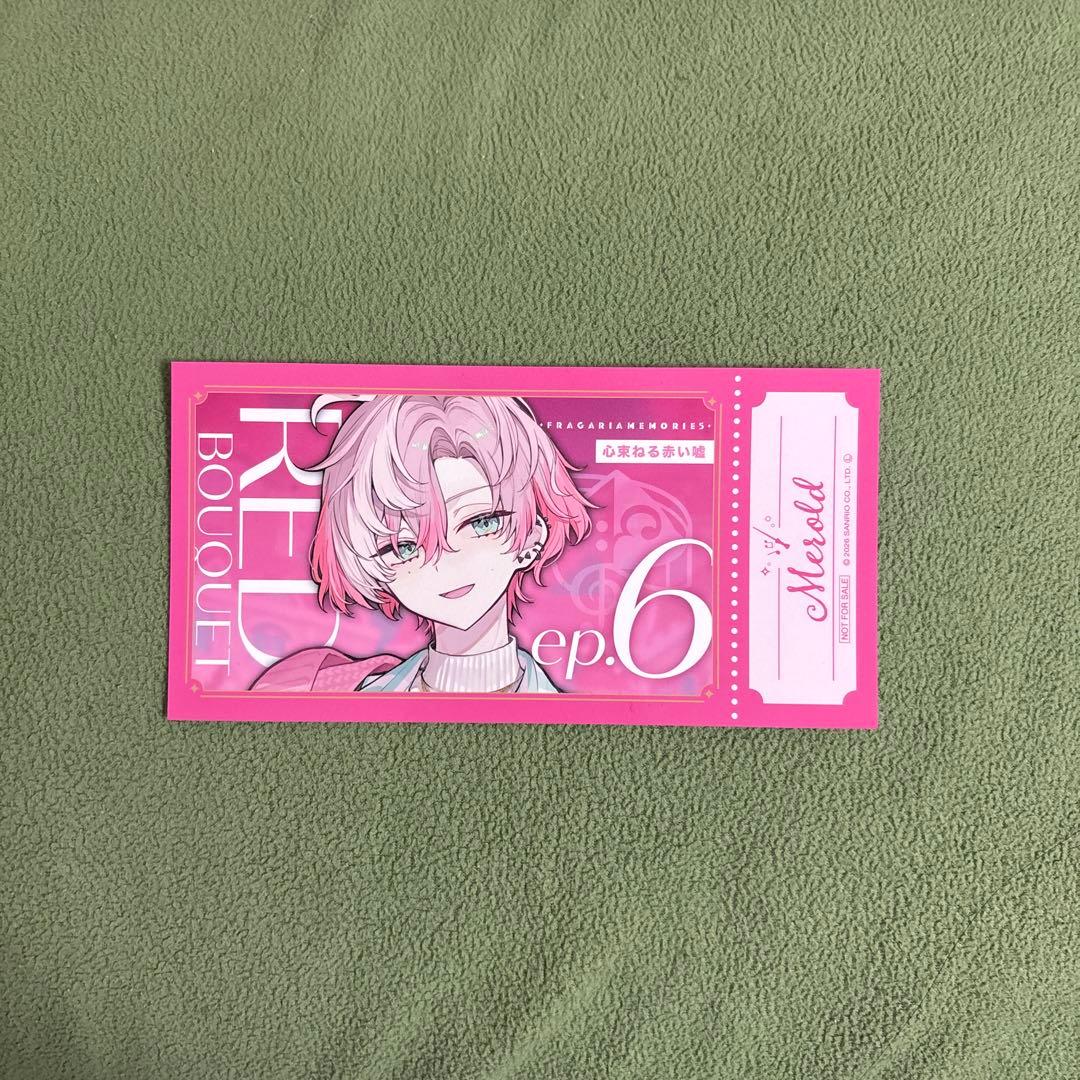 RED
BOUQUET
・FRAGARIAMEMORIES・
心束ねる赤い嘘
ep.6
Merold
NOT FOR SALE
© 2026 SANRIO CO., LTD. Ⓛ